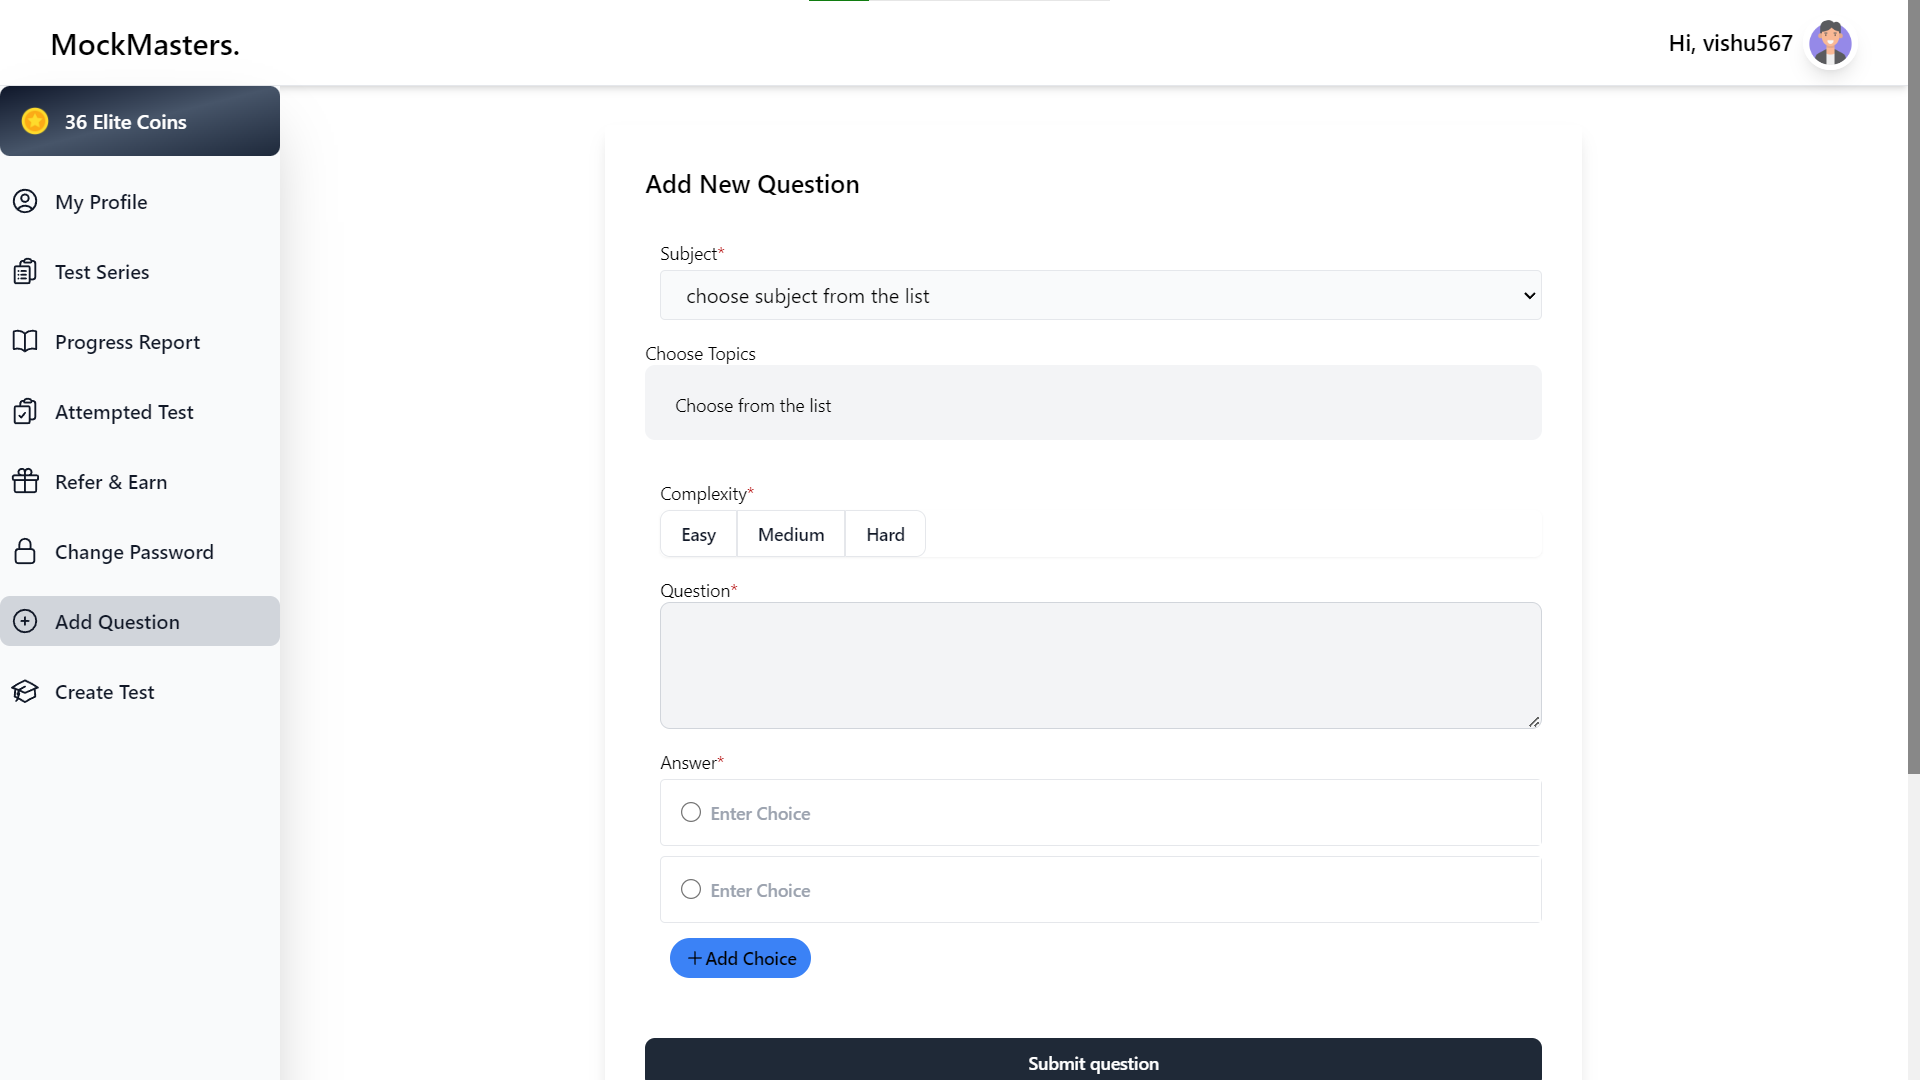 MockMasters.
Hi, vishu567
36 Elite Coins
My Profile
Test Series
Progress Report
Attempted Test
Refer & Earn
Change Password
Add Question
Create Test
Add New Question
Subject*
choose subject from the list
Choose Topics
Choose from the list
Complexity*
Easy Medium Hard
Question*
Answer*
Enter Choice
Enter Choice
+ Add Choice
Submit question